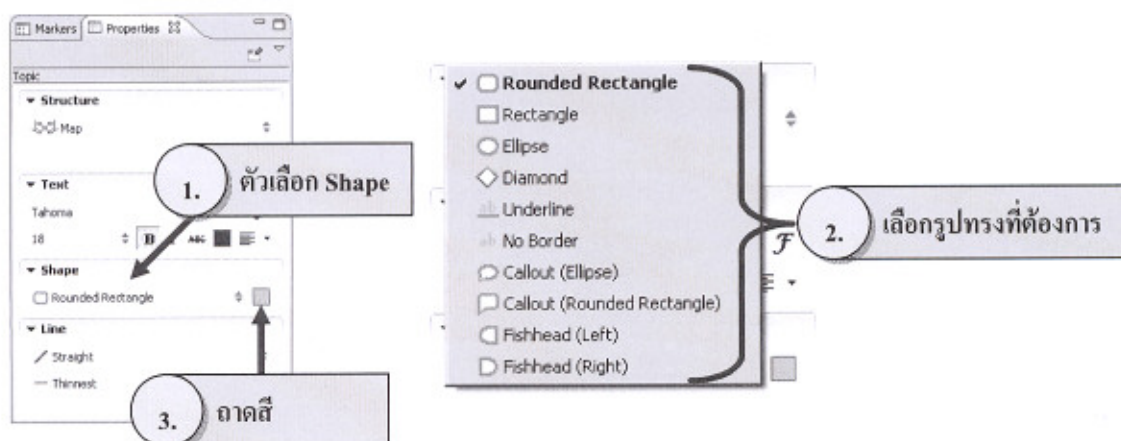 Markers Properties
Topic
Structure
Map
Text
Tahoma
18 B ABC
Shape
Rounded Rectangle
Line
Straight
Thinnest
1. ตัวเลือก Shape
3. ถาดสี
Rounded Rectangle
Rectangle
Ellipse
Diamond
ab Underline
ab No Border
Callout (Ellipse)
Callout (Rounded Rectangle)
Fishhead (Left)
Fishhead (Right)
F
2. เลือกรูปทรงที่ต้องการ